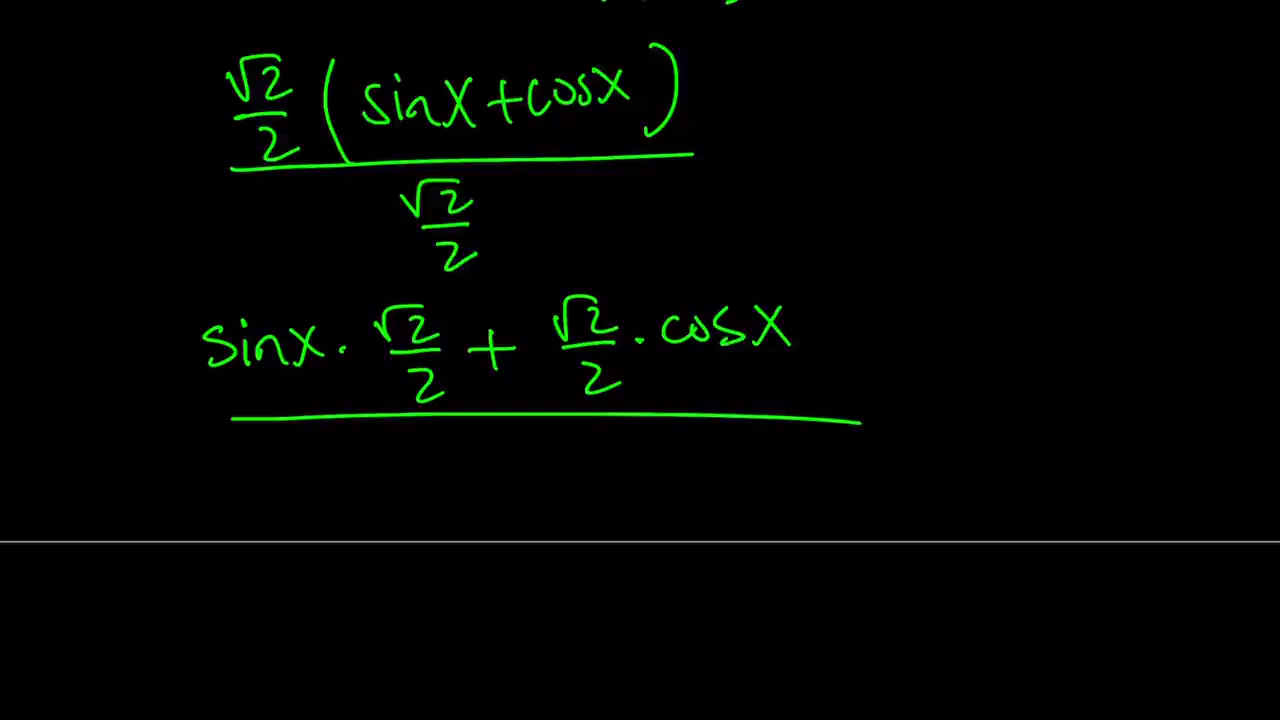 √2/2 (sinx+cosx)
√2/2
sinx · √2/2 + √2/2 · cosx